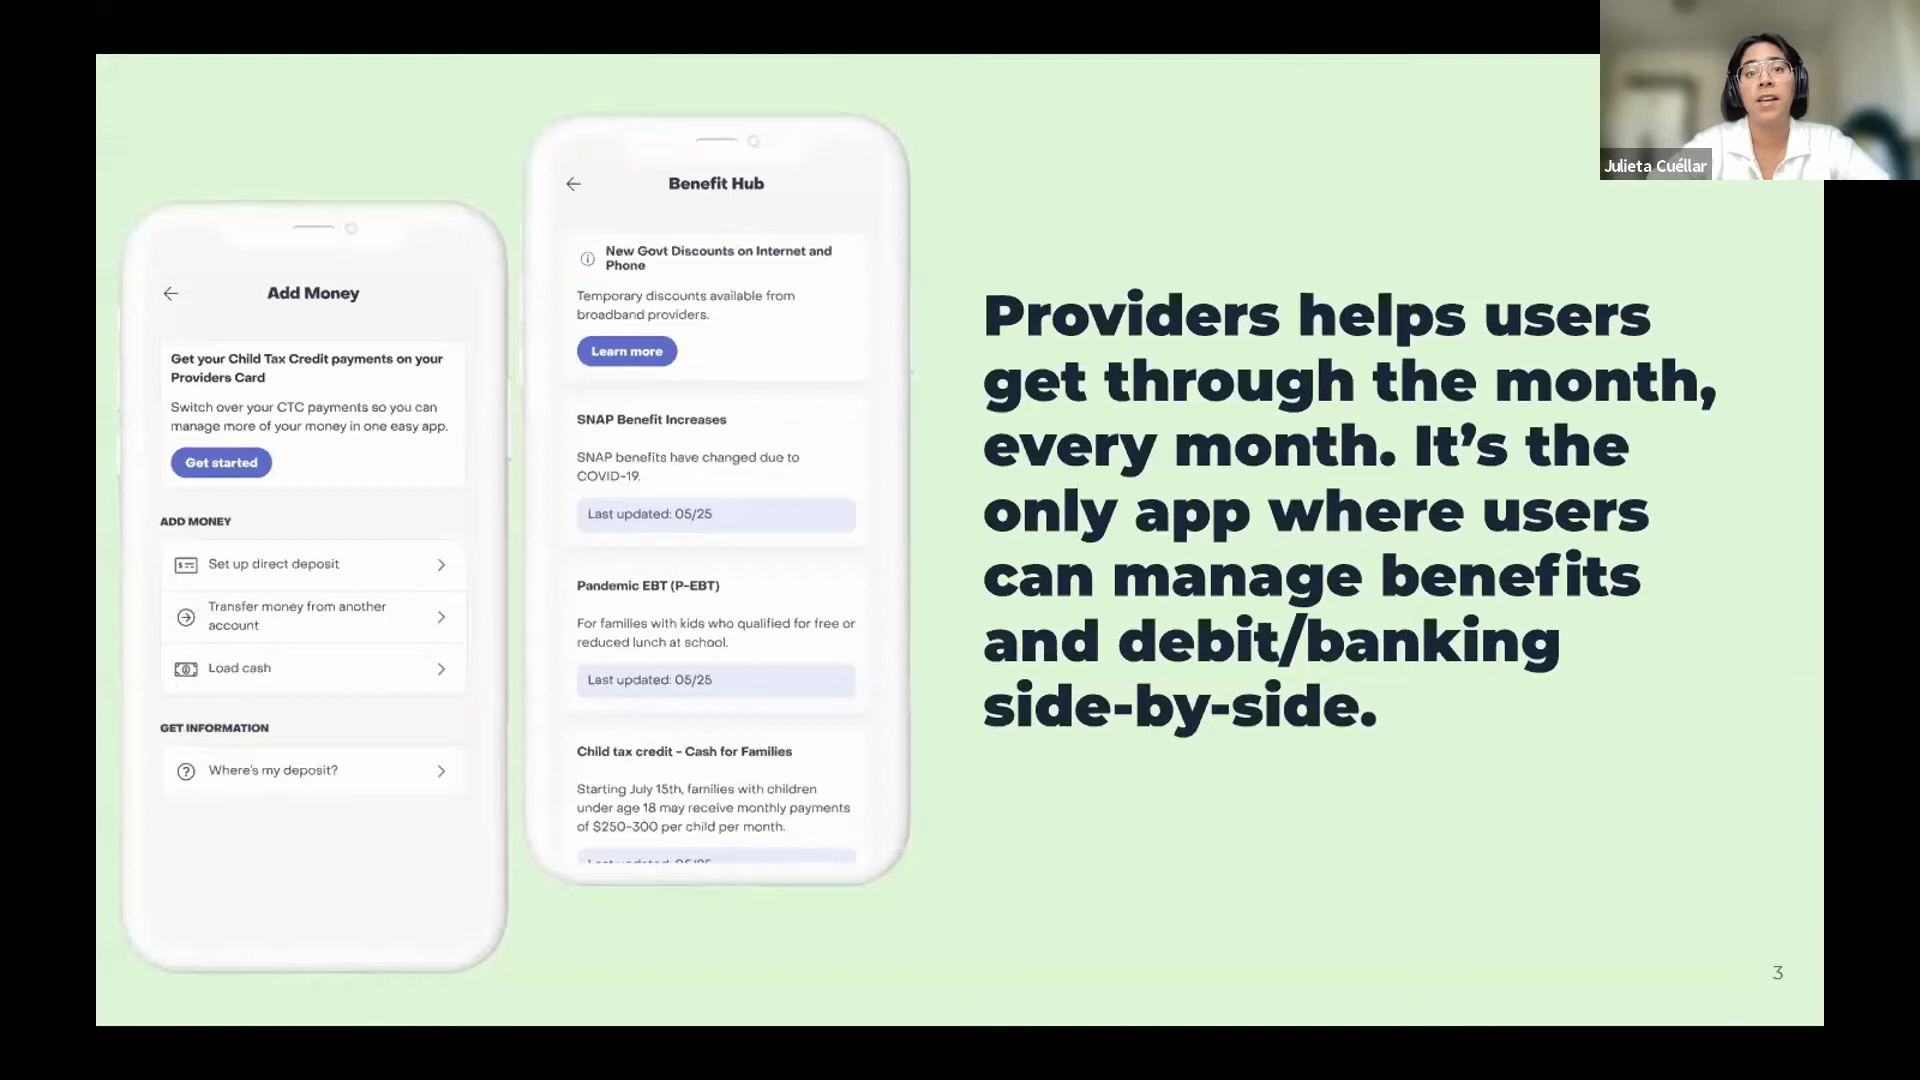 Julieta Cuéllar
Add Money
Get your Child Tax Credit payments on your
Providers Card
Switch over your CTC payments so you can
manage more of your money in one easy app.
Get started
ADD MONEY
Set up direct deposit
Transfer money from another
account
Load cash
GET INFORMATION
Where's my deposit?
Benefit Hub
New Govt Discounts on Internet and
Phone
Temporary discounts available from
broadband providers.
Learn more
SNAP Benefit Increases
SNAP benefits have changed due to
COVID-19.
Last updated: 05/25
Pandemic EBT (P-EBT)
For families with kids who qualified for free or
reduced lunch at school.
Last updated: 05/25
Child tax credit - Cash for Families
Starting July 15th, families with children
under age 18 may receive monthly payments
of $250-300 per child per month.
Last updated: 05/25
Providers helps users
get through the month,
every month. It’s the
only app where users
can manage benefits
and debit/banking
side-by-side.
3